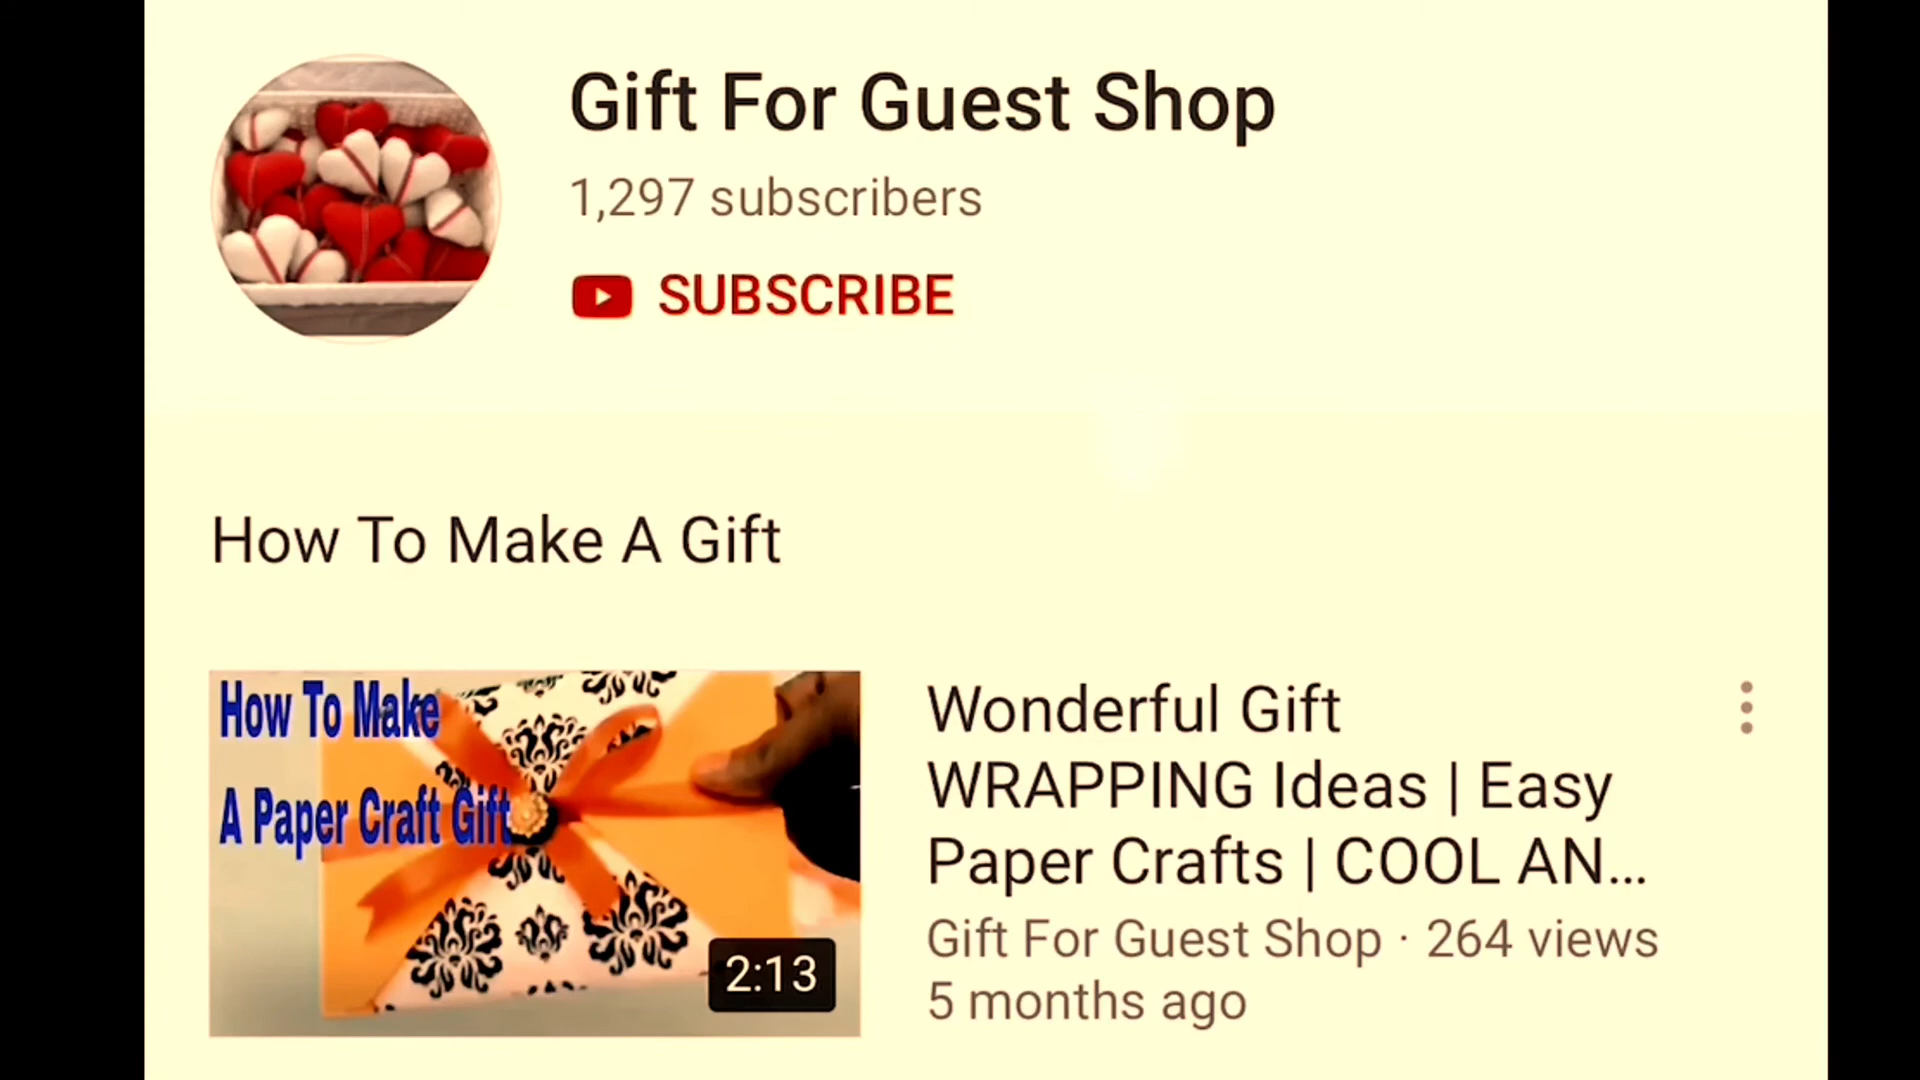 Gift For Guest Shop
1,297 subscribers
SUBSCRIBE
How To Make A Gift
How To Make
A Paper Craft Gift
2:13
Wonderful Gift
WRAPPING Ideas | Easy
Paper Crafts | COOL AN...
Gift For Guest Shop · 264 views
5 months ago